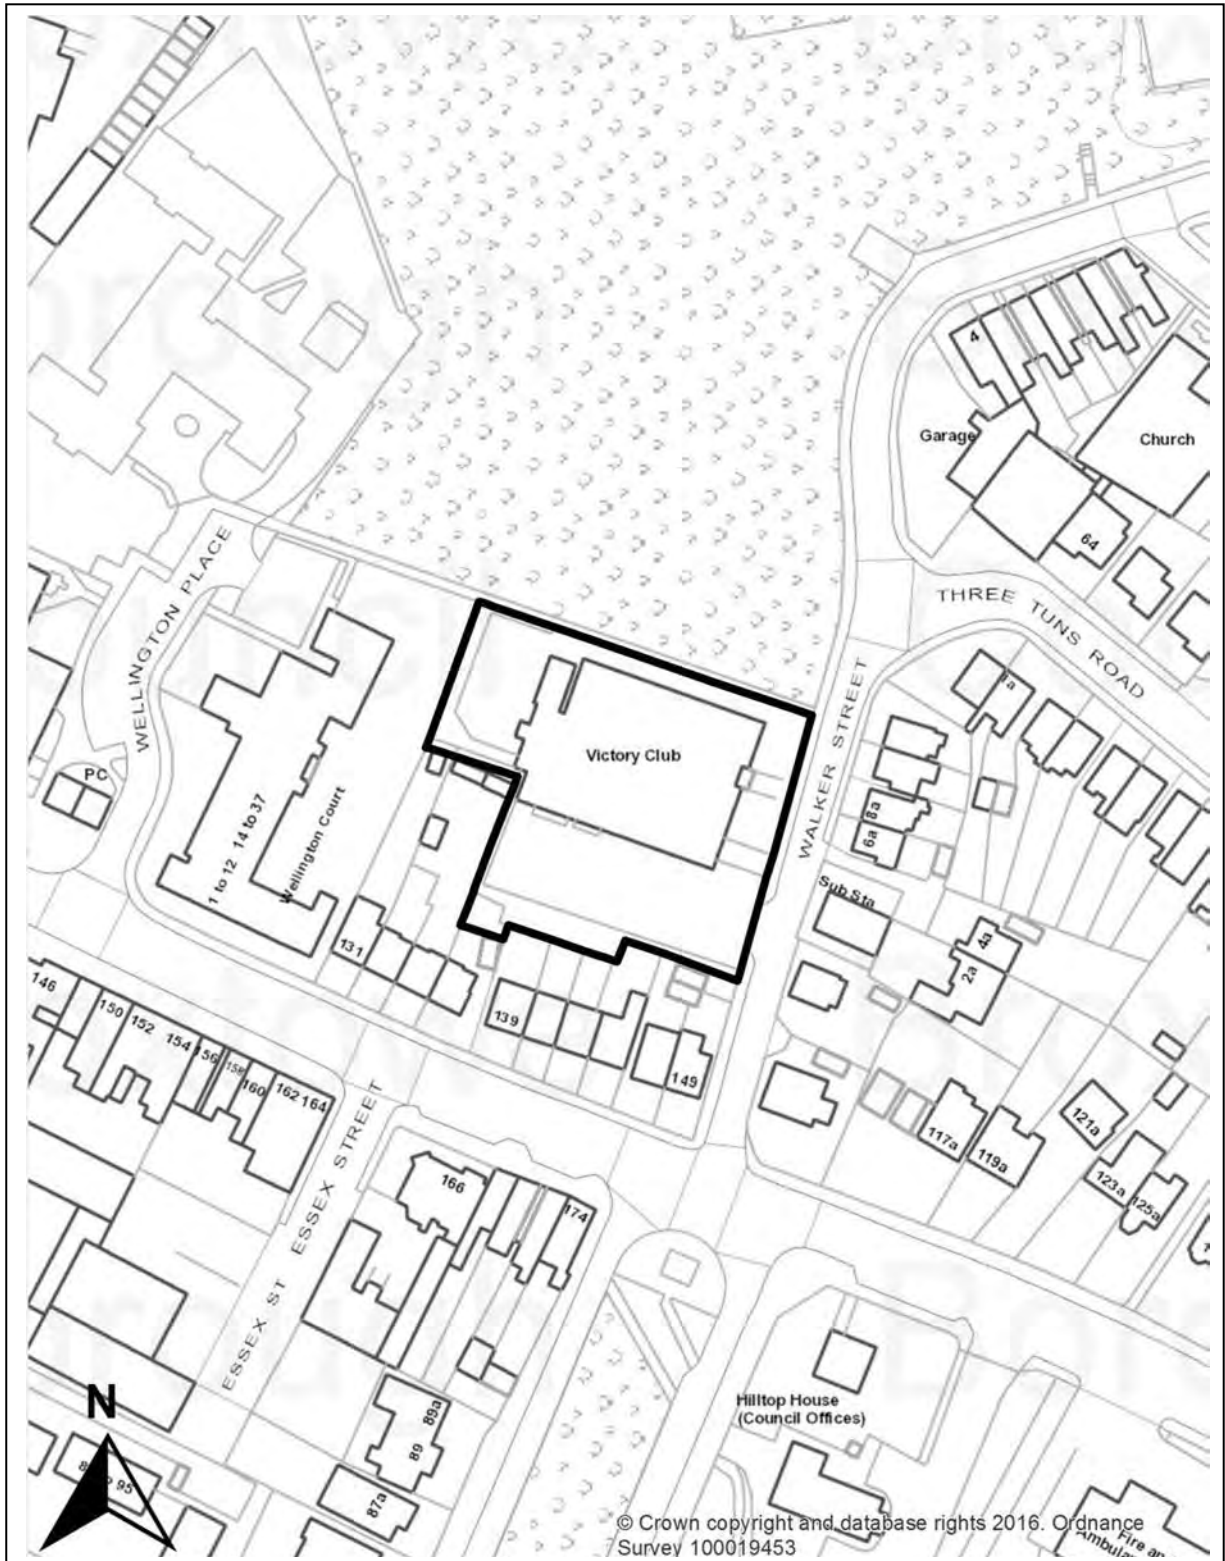 4
Garage
Church
64
THREE TUNS ROAD
WELLINGTON PLACE
WALKER STREET
Victory Club
PC
1 to 12 14 to 37
Wellington Court
8a
6a
Sub Sta
4a
2a
131
139
149
146
150
152
154
156
158
160
162
164
117a
119a
121a
123a
125a
ESSEX STREET
ESSEX ST
166
174
89a
89
87a
95
N
Hilltop House
(Council Offices)
© Crown copyright and database rights 2016. Ordnance
Survey 100019453